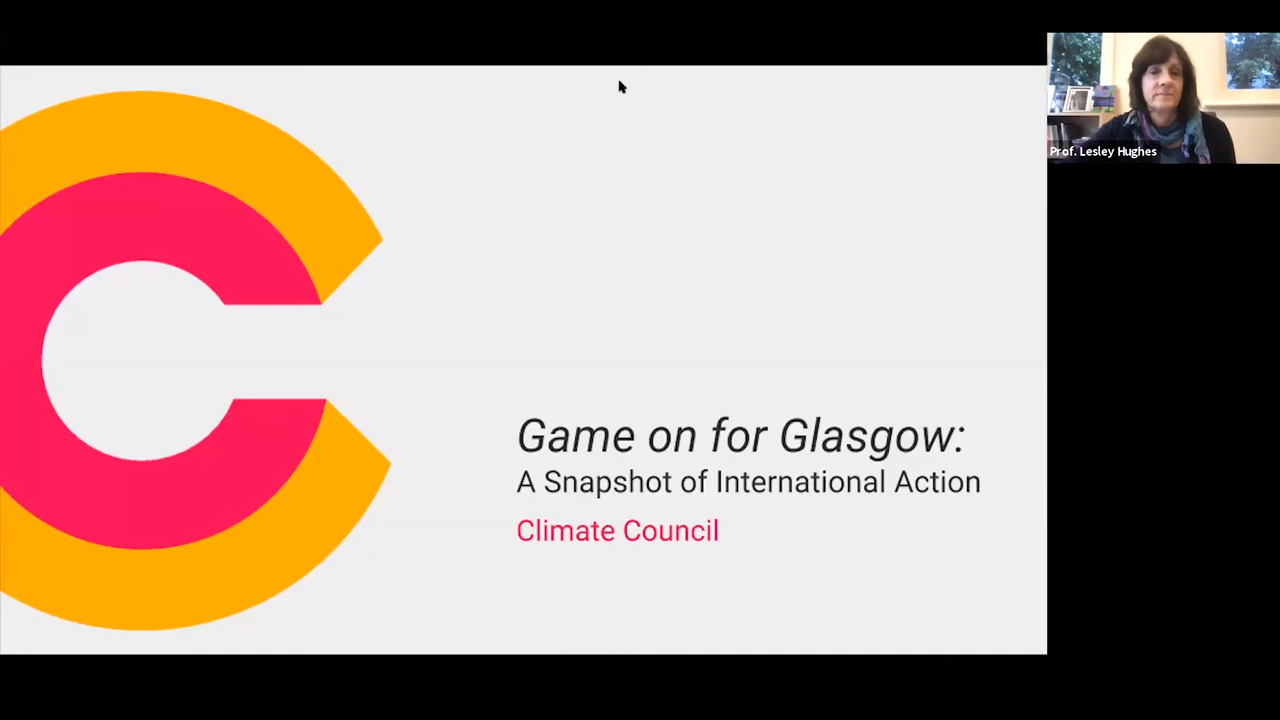 Prof. Lesley Hughes
Game on for Glasgow:
A Snapshot of International Action
Climate Council